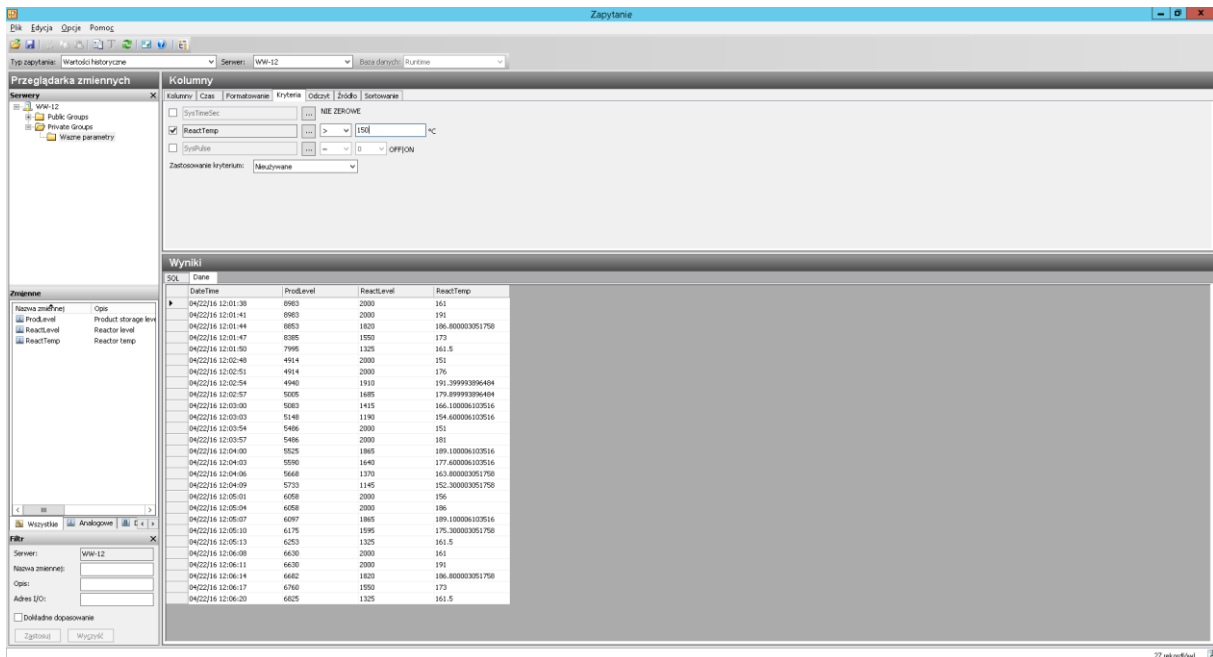 Zapytanie
Plik Edycja Opcje Pomoc
Typ zapytania: Wartości historyczne Serwer: WW-12 Baza danych: Runtime
Przeglądarka zmiennych
Serwery
WW-12
Public Groups
Private Groups
Wazne parametry
Kolumny
Kolumny Czas Formatowanie Kryteria Odczyt Źródło Sortowanie
SysTimeSec ... NIE ZEROWE
ReactTemp ... > 150 °C
SysPulse ... = 0 OFF|ON
Zastosowanie kryterium: Nieużywane
Zmienne
Nazwa zmiennej Opis
ProdLevel Product storage leve
ReactLevel Reactor level
ReactTemp Reactor temp
Wszystkie Analogowe
Filtr
Serwer: WW-12
Nazwa zmiennej:
Opis:
Adres I/O:
Dokładne dopasowanie
Zastosuj Wyczyść
Wyniki
SQL Dane
DateTime ProdLevel ReactLevel ReactTemp
04/22/16 12:01:38 8983 2000 161
04/22/16 12:01:41 8983 2000 191
04/22/16 12:01:44 8853 1820 186.800003051758
04/22/16 12:01:47 8385 1550 173
04/22/16 12:01:50 7995 1325 161.5
04/22/16 12:02:48 4914 2000 151
04/22/16 12:02:51 4914 2000 176
04/22/16 12:02:54 4940 1910 191.399993896484
04/22/16 12:02:57 5005 1685 179.899993896484
04/22/16 12:03:00 5083 1415 166.100006103516
04/22/16 12:03:03 5148 1190 154.600006103516
04/22/16 12:03:54 5486 2000 151
04/22/16 12:03:57 5486 2000 181
04/22/16 12:04:00 5525 1865 189.100006103516
04/22/16 12:04:03 5590 1640 177.600006103516
04/22/16 12:04:06 5668 1370 163.800003051758
04/22/16 12:04:09 5733 1145 152.300003051758
04/22/16 12:05:01 6058 2000 156
04/22/16 12:05:04 6058 2000 186
04/22/16 12:05:07 6097 1865 189.100006103516
04/22/16 12:05:10 6175 1595 175.300003051758
04/22/16 12:05:13 6253 1325 161.5
04/22/16 12:06:08 6630 2000 161
04/22/16 12:06:11 6630 2000 191
04/22/16 12:06:14 6682 1820 186.800003051758
04/22/16 12:06:17 6760 1550 173
04/22/16 12:06:20 6825 1325 161.5